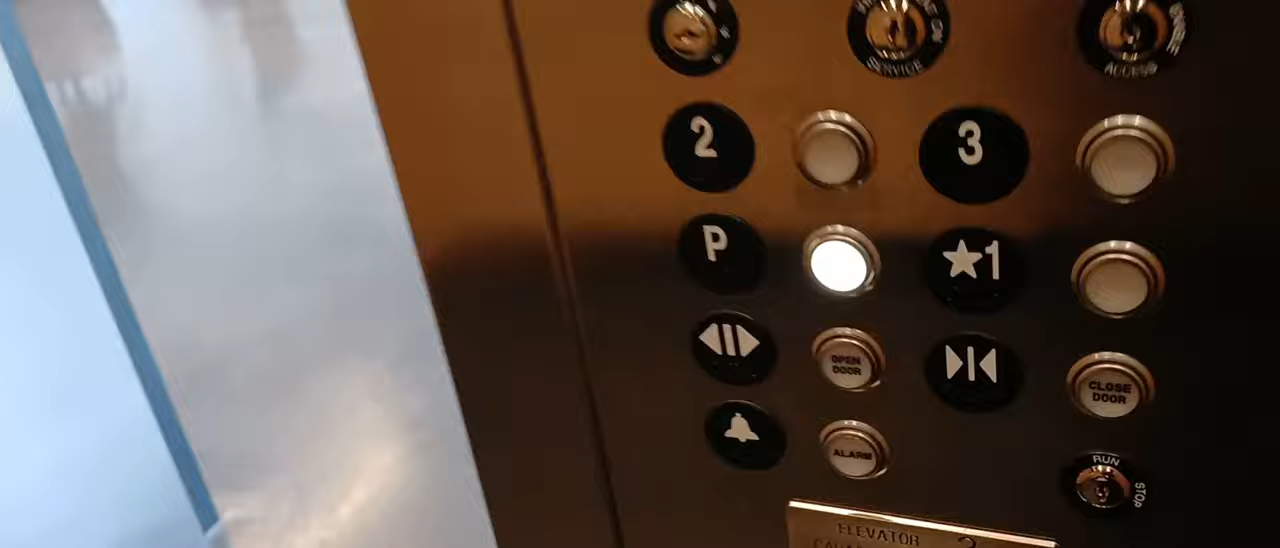 SERVICE
ACCESS
2
3
P
★1
OPEN
DOOR
CLOSE
DOOR
ALARM
RUN
STOP
ELEVATOR